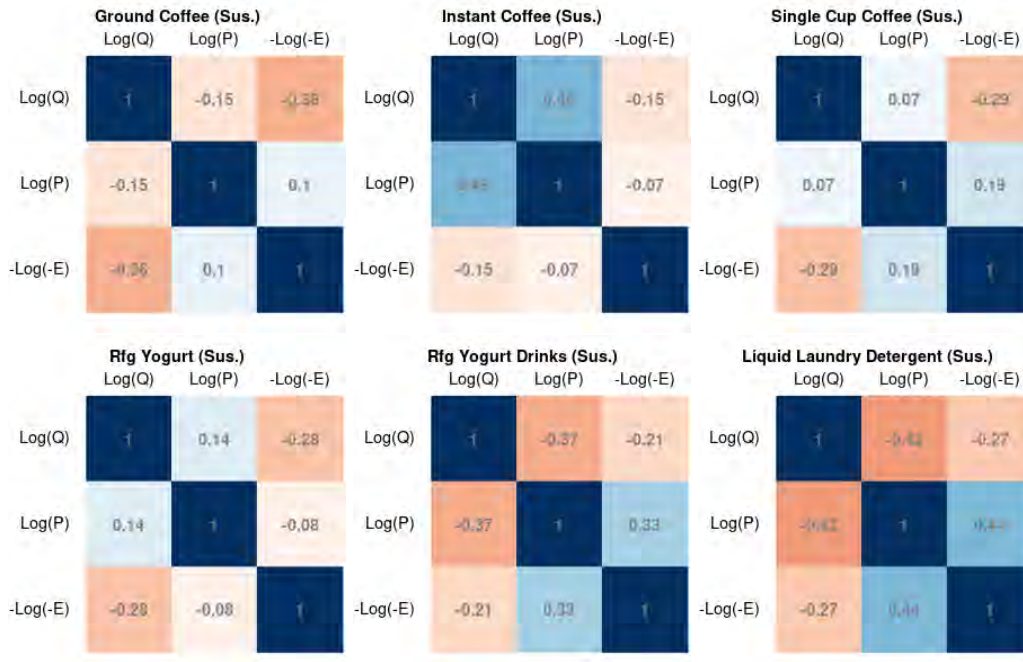 Ground Coffee (Sus.)
Log(Q) Log(P) -Log(-E)
Log(Q) 1 -0.15
Log(P) -0.15 1 0.1
-Log(-E) -0.36 0.1 1
Instant Coffee (Sus.)
Log(Q) Log(P) -Log(-E)
Log(Q) 1 -0.15
Log(P) 1 -0.07
-Log(-E) -0.15 -0.07 1
Single Cup Coffee (Sus.)
Log(Q) Log(P) -Log(-E)
Log(Q) 1 0.07 -0.29
Log(P) 0.07 1 0.19
-Log(-E) -0.29 0.19 1
Rfg Yogurt (Sus.)
Log(Q) Log(P) -Log(-E)
Log(Q) 1 0.14 -0.28
Log(P) 0.14 1 -0.08
-Log(-E) -0.28 -0.08 1
Rfg Yogurt Drinks (Sus.)
Log(Q) Log(P) -Log(-E)
Log(Q) 1 -0.37 -0.21
Log(P) -0.37 1 0.33
-Log(-E) -0.21 0.33 1
Liquid Laundry Detergent (Sus.)
Log(Q) Log(P) -Log(-E)
Log(Q) 1 -0.27
Log(P) 1 0.44
-Log(-E) -0.27 0.44 1